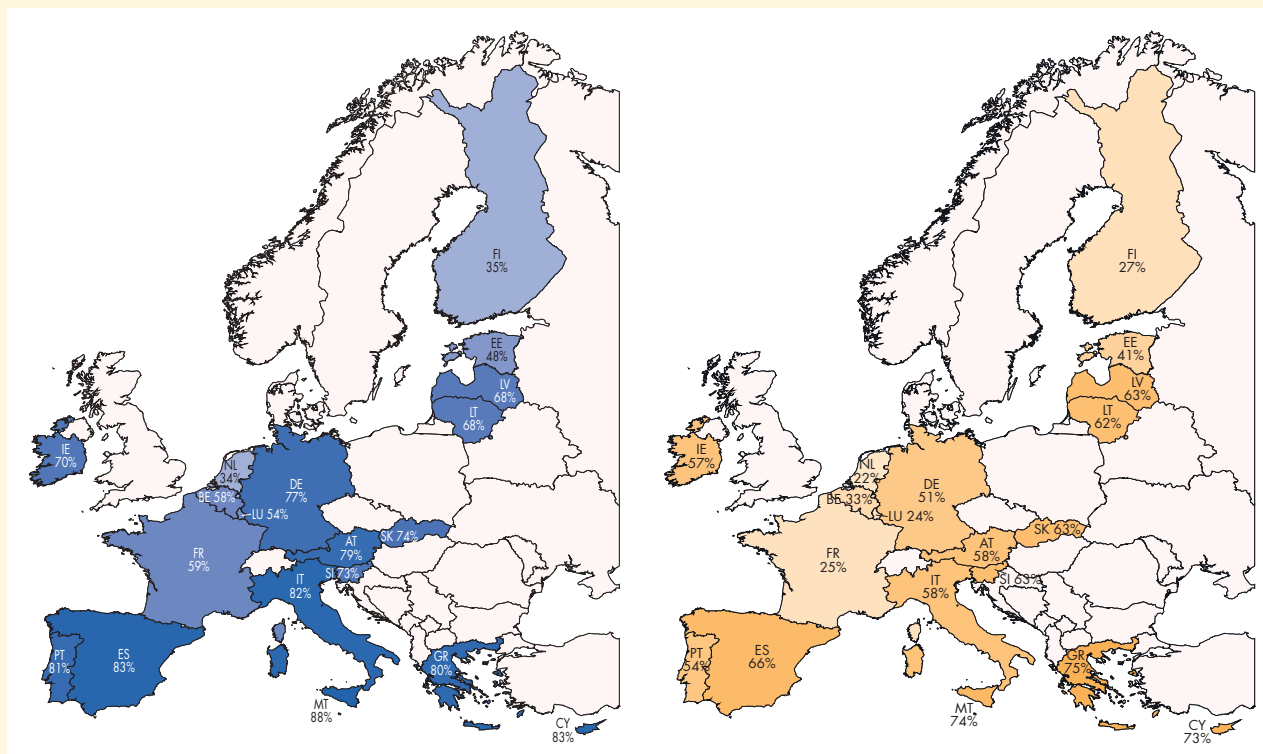 FI
35%
EE
48%
LV
68%
LT
68%
IE
70%
NL
34%
BE 58%
DE
77%
LU 54%
SK 74%
AT
79%
FR
59%
SI 73%
IT
82%
PT
81%
ES
83%
GR
80%
MT
88%
CY
83%
FI
27%
EE
41%
LV
63%
LT
62%
IE
57%
NL
22%
BE 33%
DE
51%
LU 24%
SK 63%
AT
58%
FR
25%
SI 63%
IT
58%
PT
54%
ES
66%
GR
75%
MT
74%
CY
73%